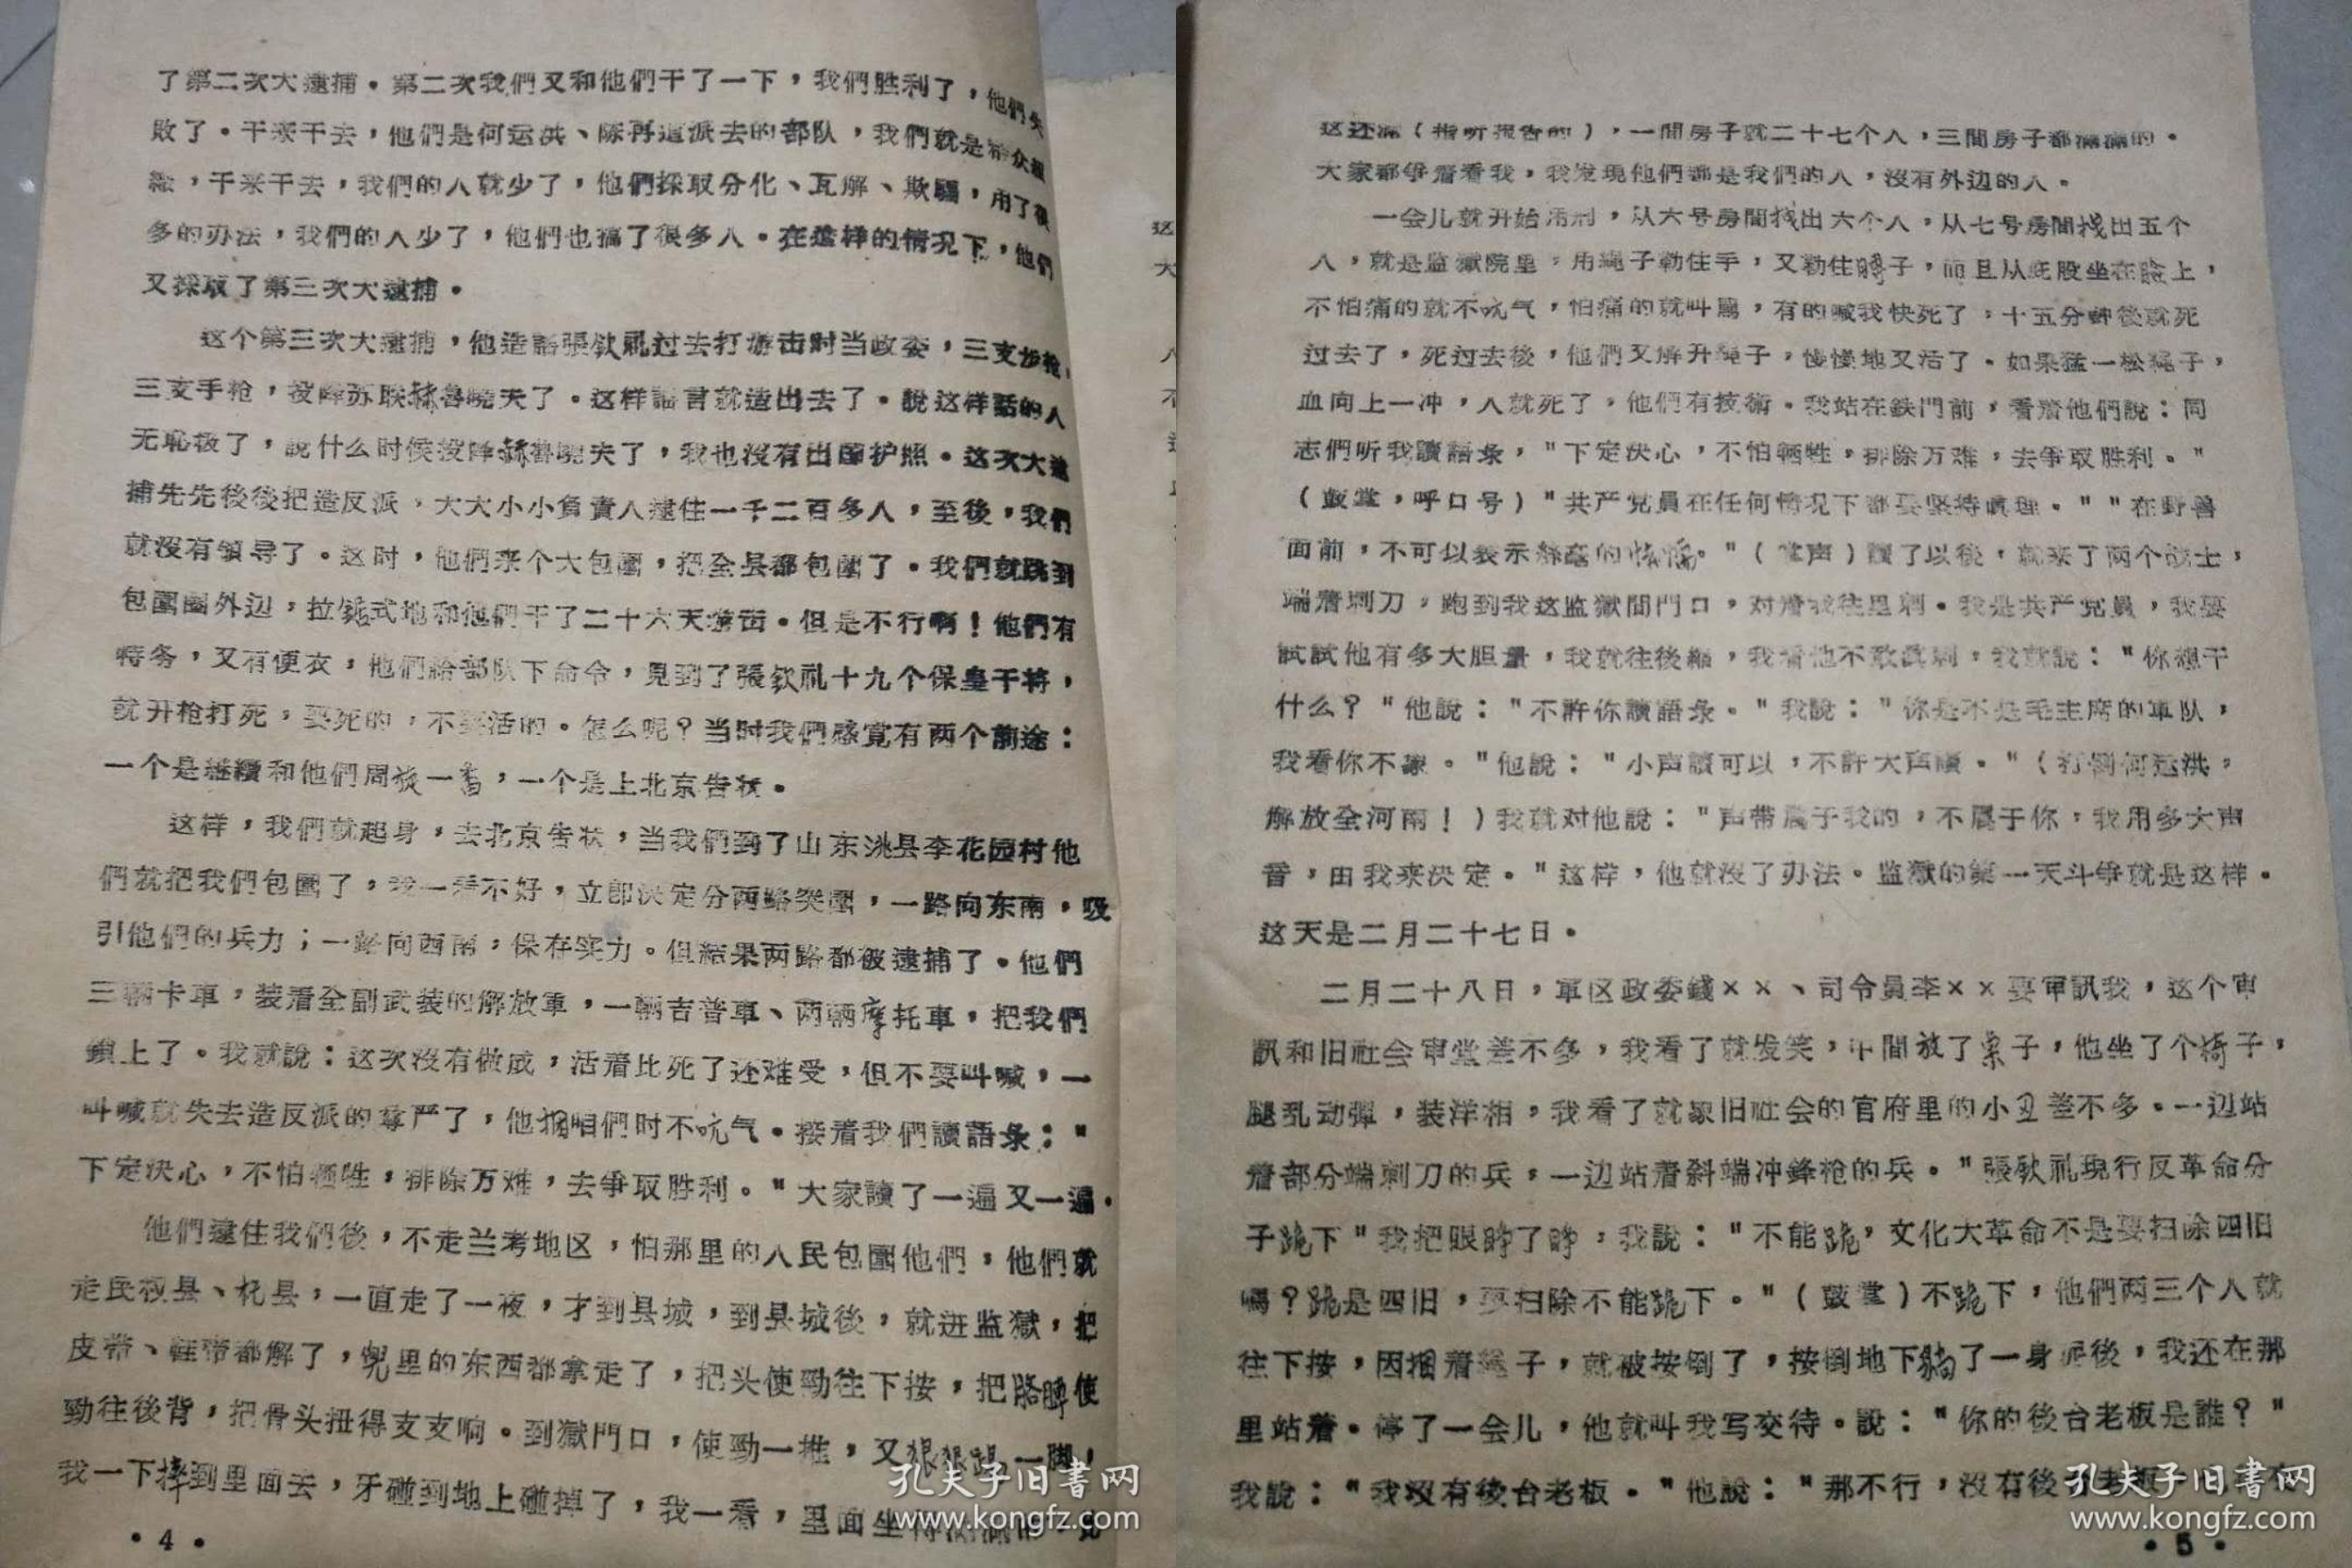 了第二次大逮捕。第二次我們又和他們干了一下，我們胜利了，他們失
敗了。干来干去，他們是何运洪、陈再道派去的部队，我們就是群众組
織，干来干去，我們的人就少了，他們採取分化、瓦解、欺騙，用了很
多的办法，我們的人少了，他們也搞了很多人。在这样的情况下，他們
又採取了第三次大逮捕。
这个第三次大逮捕，他造謠張钦礼过去打游击时当政委，三支步枪，
三支手枪，投降苏联赫魯曉夫了。这样謠言就造出去了。說这样話的人
无恥极了，說什么时候投降赫魯曉夫了，我也沒有出国护照。这次大逮
捕先先後後把造反派，大大小小負責人逮住一千二百多人，至後，我們
就沒有領导了。这时，他們来个大包圍，把全县都包圍了。我們就跳到
包圍圈外边，拉锯式地和他們干了二十六天游击。但是不行啊！他們有
特务，又有便衣，他們給部队下命令，見到了張钦礼十九个保皇干将，
就开枪打死，要死的，不要活的。怎么呢？当时我們感覚有两个前途：
一个是継續和他們周旋一番，一个是上北京告状。
这样，我們就起身，去北京告状，当我們到了山东洮县李花园村他
們就把我們包圍了，我一看不好，立即决定分两路突圍，一路向东南，吸
引他們的兵力；一路向西南，保存实力。但結果两路都被逮捕了。他們
三輛卡車，装着全副武装的解放軍，一輛吉普車、两輛摩托車，把我們
鎖上了。我就說：这次沒有做成，活着比死了还难受，但不要叫喊，一
叫喊就失去造反派的尊严了，他捆咱們时不吭气。接着我們讀語录："
下定决心，不怕牺牲，排除万难，去爭取胜利。"大家讀了一遍又一遍。
他們逮住我們後，不走兰考地区，怕那里的人民包圍他們，他們就
走民权县、杞县，一直走了一夜，才到县城，到县城後，就进监獄，把
皮带、鞋带都解了，兜里的东西都拿走了，把头使勁往下按，把胳脾使
勁往後背，把骨头扭得支支响。到獄門口，使勁一推，又狠狠踢一脚，
我一下摔到里面去，牙碰到地上碰掉了，我一看，里面坐得满满
·4·
这还滿（指听报告的），一間房子就二十七个人，三間房子都滿滿的。
大家都爭着看我，我发現他們都是我們的人，沒有外边的人。
一会儿就开始用刑，从六号房間找出六个人，从七号房間找出五个
人，就是监獄院里，用繩子勒住手，又勒住脖子，而且从屁股坐在脸上，
不怕痛的就不吭气，怕痛的就叫罵，有的喊我快死了，十五分鈡後就死
过去了，死过去後，他們又解开繩子，慢慢地又活了。如果猛一松繩子，
血向上一冲，人就死了，他們有技術。我站在鉄門前，看着他們說：同
志們听我讀語录，"下定决心，不怕牺牲，排除万难，去爭取胜利。"
（鼓掌，呼口号）"共产党員在任何情况下都要坚持眞理。""在野兽
面前，不可以表示絲毫的怯懦。"（掌声）讀了以後，就来了两个战士，
端着刺刀，跑到我这监獄間門口，对着我往里刺。我是共产党員，我要
試試他有多大胆量，我就往後縮，我看他不敢眞刺，我就說："你想干
什么？"他說："不許你讀語录。"我說："你是不是毛主席的軍队，
我看你不象。"他說："小声讀可以，不許大声讀。"（打倒何运洪，
解放全河南！）我就对他說："声带属于我的，不属于你，我用多大声
音，由我来决定。"这样，他就沒了办法。监獄的第一天斗爭就是这样。
这天是二月二十七日。
二月二十八日，軍区政委錢××、司令員李××要审訊我，这个审
訊和旧社会审堂差不多，我看了就发笑，中間放了桌子，他坐了个椅子，
腿乱动彈，装洋相，我看了就象旧社会的官府里的小丑差不多。一边站
着部分端刺刀的兵，一边站着斜端冲鋒枪的兵。"張钦礼現行反革命分
子跪下"我把眼睁了睁，我說："不能跪，文化大革命不是要扫除四旧
嗎？跪是四旧，要扫除不能跪下。"（鼓掌）不跪下，他們两三个人就
往下按，因捆着繩子，就被按倒了，按倒地下躺了一身泥後，我还在那
里站着。停了一会儿，他就叫我写交待。說："你的後台老板是誰？"
我說："我沒有後台老板。"他說："那不行，沒有後
·5·
孔夫子旧書网
www.kongfz.com
孔夫子旧書网
www.kongfz.com